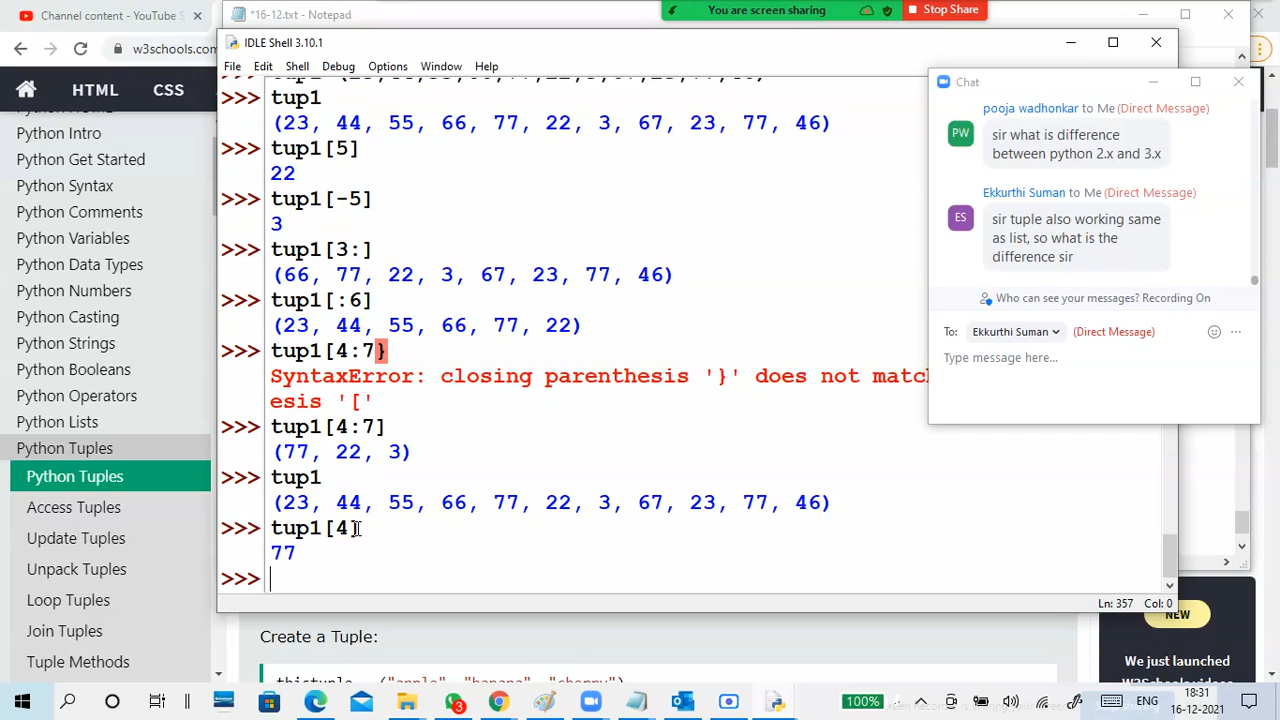 Channel content - YouTube S
*16-12.txt - Notepad
You are screen sharing
Stop Share
w3schools.com
HTML CSS
Python Intro
Python Get Started
Python Syntax
Python Comments
Python Variables
Python Data Types
Python Numbers
Python Casting
Python Strings
Python Booleans
Python Operators
Python Lists
Python Tuples
Python Tuples
Access Tuples
Update Tuples
Unpack Tuples
Loop Tuples
Join Tuples
Tuple Methods
IDLE Shell 3.10.1
File Edit Shell Debug Options Window Help
>>> tup1
(23, 44, 55, 66, 77, 22, 3, 67, 23, 77, 46)
>>> tup1[5]
22
>>> tup1[-5]
3
>>> tup1[3:]
(66, 77, 22, 3, 67, 23, 77, 46)
>>> tup1[:6]
(23, 44, 55, 66, 77, 22)
>>> tup1[4:7}
SyntaxError: closing parenthesis '}' does not match
esis '['
>>> tup1[4:7]
(77, 22, 3)
>>> tup1
(23, 44, 55, 66, 77, 22, 3, 67, 23, 77, 46)
>>> tup1[4]
77
>>>
Ln: 357 Col: 0
Chat
pooja wadhonkar to Me (Direct Message)
PW
sir what is difference
between python 2.x and 3.x
Ekkurthi Suman to Me (Direct Message)
ES
sir tuple also working same
as list, so what is the
difference sir
Who can see your messages? Recording On
To: Ekkurthi Suman (Direct Message)
Type message here...
Create a Tuple:
thistuple = ("apple", "banana", "cherry")
NEW
We just launched
W3Schools videos
3
100%
ENG
18:31
16-12-2021